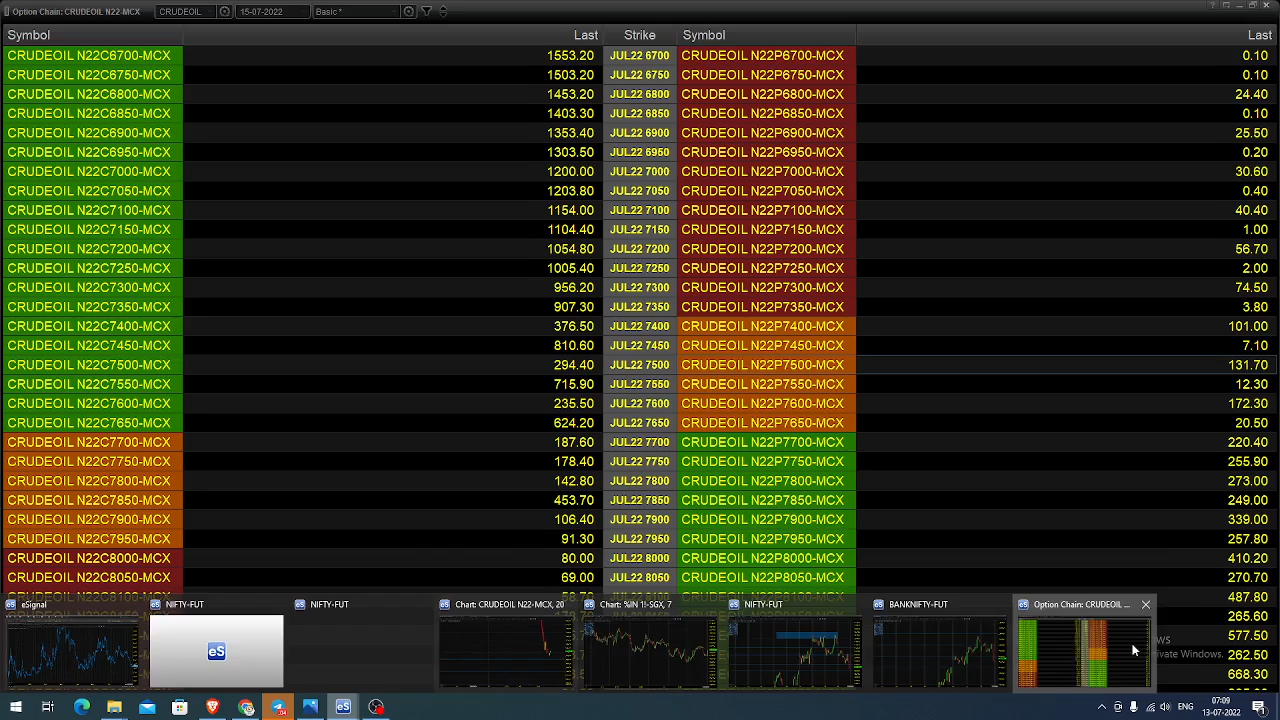 Option Chain: CRUDEOIL N22-MCX CRUDEOIL 15-07-2022 Basic *
Symbol Last Strike Symbol Last
CRUDEOIL N22C6700-MCX 1553.20 JUL22 6700 CRUDEOIL N22P6700-MCX 0.10
CRUDEOIL N22C6750-MCX 1503.20 JUL22 6750 CRUDEOIL N22P6750-MCX 0.10
CRUDEOIL N22C6800-MCX 1453.20 JUL22 6800 CRUDEOIL N22P6800-MCX 24.40
CRUDEOIL N22C6850-MCX 1403.30 JUL22 6850 CRUDEOIL N22P6850-MCX 0.10
CRUDEOIL N22C6900-MCX 1353.40 JUL22 6900 CRUDEOIL N22P6900-MCX 25.50
CRUDEOIL N22C6950-MCX 1303.50 JUL22 6950 CRUDEOIL N22P6950-MCX 0.20
CRUDEOIL N22C7000-MCX 1200.00 JUL22 7000 CRUDEOIL N22P7000-MCX 30.60
CRUDEOIL N22C7050-MCX 1203.80 JUL22 7050 CRUDEOIL N22P7050-MCX 0.40
CRUDEOIL N22C7100-MCX 1154.00 JUL22 7100 CRUDEOIL N22P7100-MCX 40.40
CRUDEOIL N22C7150-MCX 1104.40 JUL22 7150 CRUDEOIL N22P7150-MCX 1.00
CRUDEOIL N22C7200-MCX 1054.80 JUL22 7200 CRUDEOIL N22P7200-MCX 56.70
CRUDEOIL N22C7250-MCX 1005.40 JUL22 7250 CRUDEOIL N22P7250-MCX 2.00
CRUDEOIL N22C7300-MCX 956.20 JUL22 7300 CRUDEOIL N22P7300-MCX 74.50
CRUDEOIL N22C7350-MCX 907.30 JUL22 7350 CRUDEOIL N22P7350-MCX 3.80
CRUDEOIL N22C7400-MCX 376.50 JUL22 7400 CRUDEOIL N22P7400-MCX 101.00
CRUDEOIL N22C7450-MCX 810.60 JUL22 7450 CRUDEOIL N22P7450-MCX 7.10
CRUDEOIL N22C7500-MCX 294.40 JUL22 7500 CRUDEOIL N22P7500-MCX 131.70
CRUDEOIL N22C7550-MCX 715.90 JUL22 7550 CRUDEOIL N22P7550-MCX 12.30
CRUDEOIL N22C7600-MCX 235.50 JUL22 7600 CRUDEOIL N22P7600-MCX 172.30
CRUDEOIL N22C7650-MCX 624.20 JUL22 7650 CRUDEOIL N22P7650-MCX 20.50
CRUDEOIL N22C7700-MCX 187.60 JUL22 7700 CRUDEOIL N22P7700-MCX 220.40
CRUDEOIL N22C7750-MCX 178.40 JUL22 7750 CRUDEOIL N22P7750-MCX 255.90
CRUDEOIL N22C7800-MCX 142.80 JUL22 7800 CRUDEOIL N22P7800-MCX 273.00
CRUDEOIL N22C7850-MCX 453.70 JUL22 7850 CRUDEOIL N22P7850-MCX 249.00
CRUDEOIL N22C7900-MCX 106.40 JUL22 7900 CRUDEOIL N22P7900-MCX 339.00
CRUDEOIL N22C7950-MCX 91.30 JUL22 7950 CRUDEOIL N22P7950-MCX 257.80
CRUDEOIL N22C8000-MCX 80.00 JUL22 8000 CRUDEOIL N22P8000-MCX 410.20
CRUDEOIL N22C8050-MCX 69.00 JUL22 8050 CRUDEOIL N22P8050-MCX 270.70
487.80
eSignal NIFTY-FUT NIFTY-FUT Chart: CRUDEOIL N22-MCX, 20 Chart: %IN 1!-SGX, 7 NIFTY-FUT BANKNIFTY-FUT Option Chain: CRUDEOIL ...
265.60
577.50
eS 262.50
668.30
ENG 07:09
13-07-2022